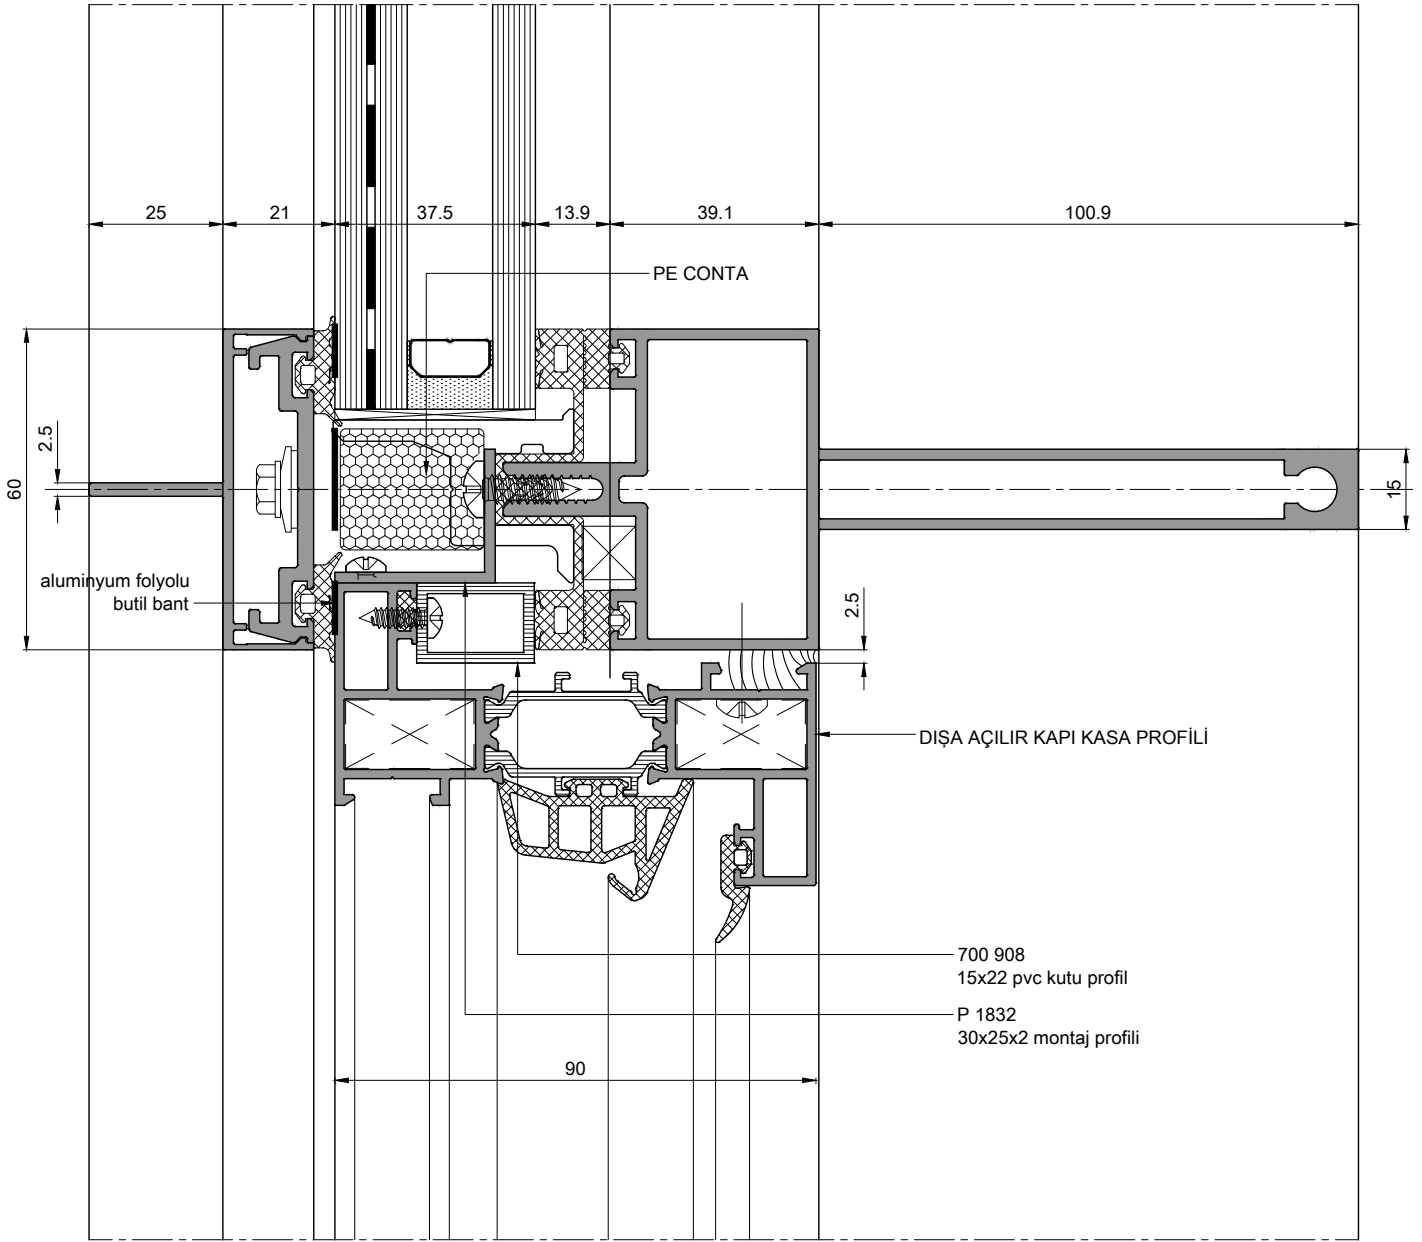 25
21
37.5
13.9
39.1
100.9
PE CONTA
2.5
60
15
aluminyum folyolu
butil bant
2.5
DIŞA AÇILIR KAPI KASA PROFİLİ
700 908
15x22 pvc kutu profil
P 1832
30x25x2 montaj profili
90